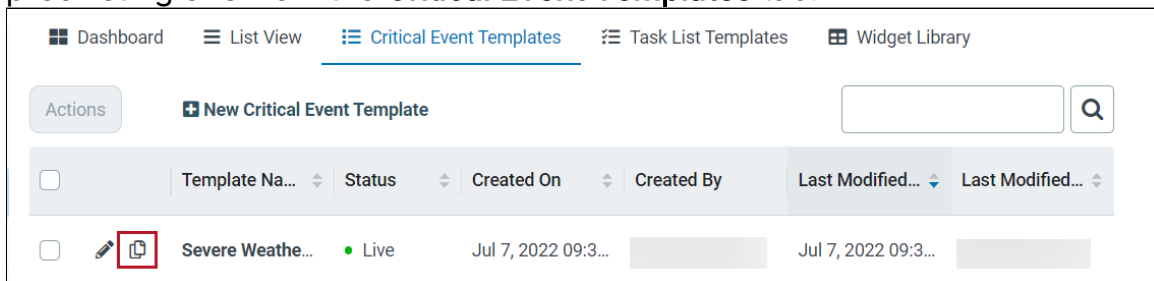 Dashboard List View Critical Event Templates Task List Templates Widget Library
Actions New Critical Event Template
Template Na... Status Created On Created By Last Modified... Last Modified...
Severe Weathe... Live Jul 7, 2022 09:3... Jul 7, 2022 09:3...